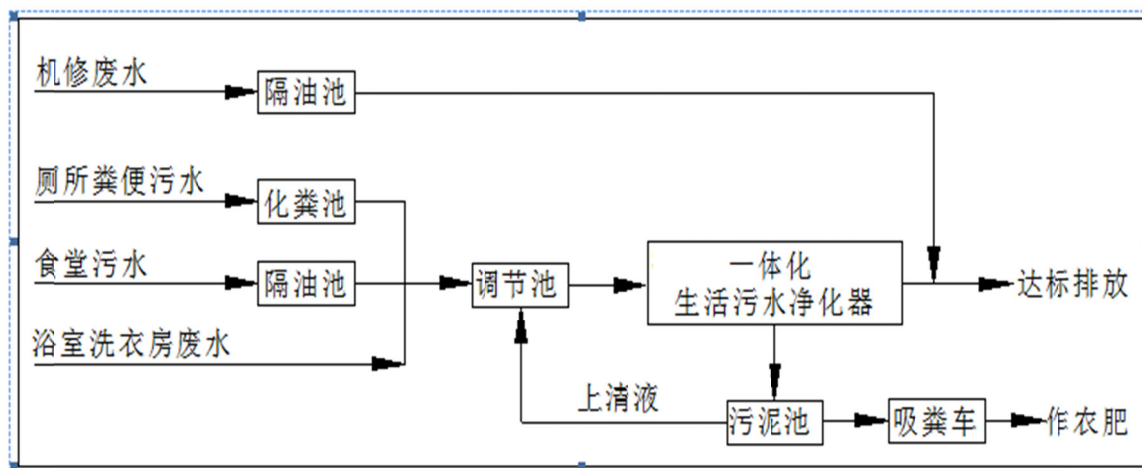 机修废水
隔油池
厕所粪便污水
化粪池
食堂污水
隔油池
浴室洗衣房废水
调节池
一体化
生活污水净化器
达标排放
上清液
污泥池
吸粪车
作农肥